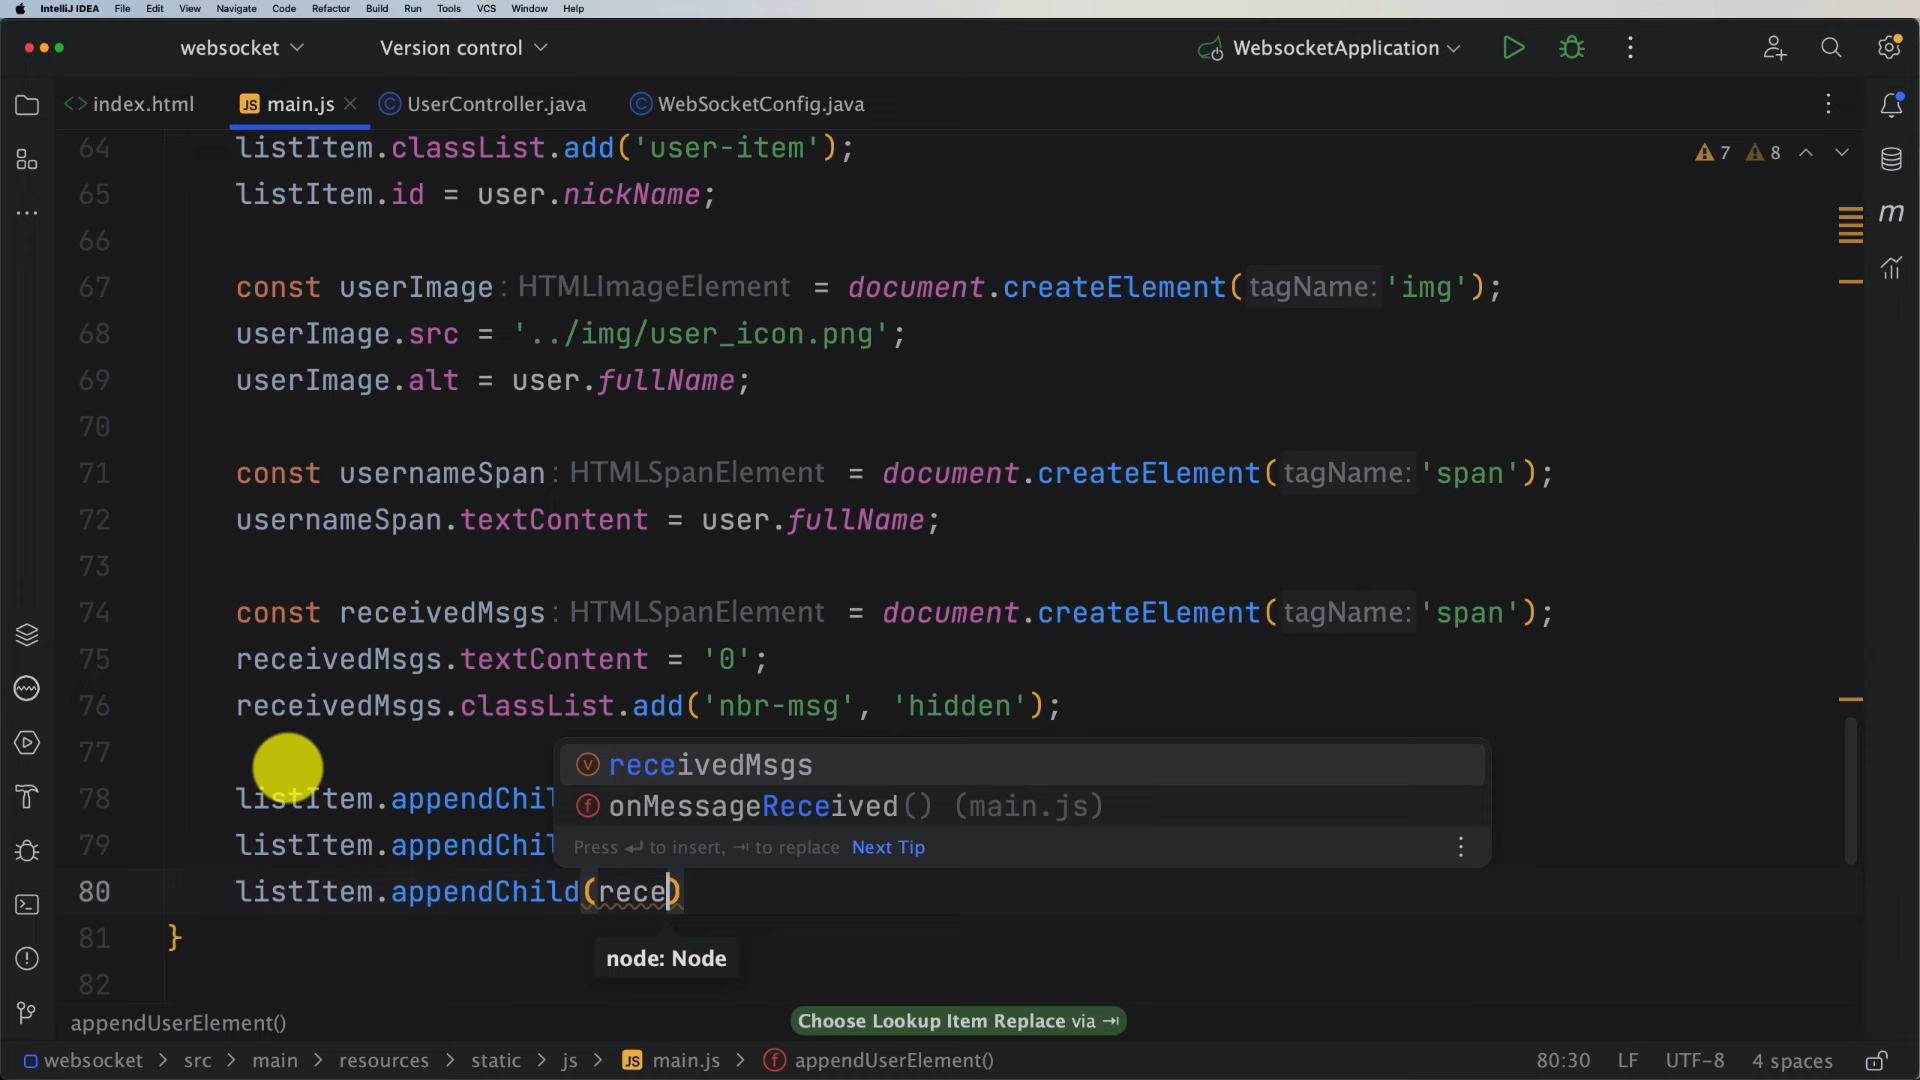 IntelliJ IDEA File Edit View Navigate Code Refactor Build Run Tools VCS Window Help
websocket Version control WebsocketApplication
<> index.html JS main.js UserController.java WebSocketConfig.java
64 listItem.classList.add('user-item'); 7 8
65 listItem.id = user.nickName;
66
67 const userImage: HTMLImageElement = document.createElement( tagName: 'img');
68 userImage.src = '../img/user_icon.png';
69 userImage.alt = user.fullName;
70
71 const usernameSpan: HTMLSpanElement = document.createElement( tagName: 'span');
72 usernameSpan.textContent = user.fullName;
73
74 const receivedMsgs: HTMLSpanElement = document.createElement( tagName: 'span');
75 receivedMsgs.textContent = '0';
76 receivedMsgs.classList.add('nbr-msg', 'hidden');
77
receivedMsgs
78 listItem.appendChil
onMessageReceived() (main.js)
79 listItem.appendChil
Press ↵ to insert, ⇥ to replace Next Tip
80 listItem.appendChild(rece)
81 }
node: Node
82
appendUserElement()
Choose Lookup Item Replace via ⇥
websocket > src > main > resources > static > js > JS main.js > appendUserElement() 80:30 LF UTF-8 4 spaces